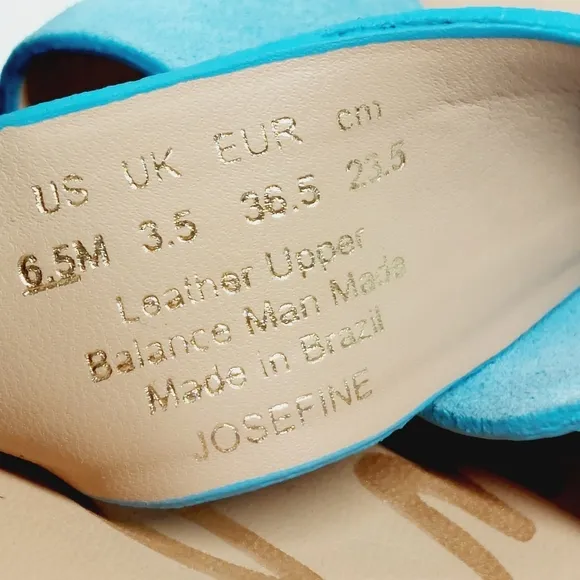 US UK EUR cm
6.5M 3.5 36.5 23.5
Leather Upper
Balance Man Made
Made in Brazil
JOSEFINE